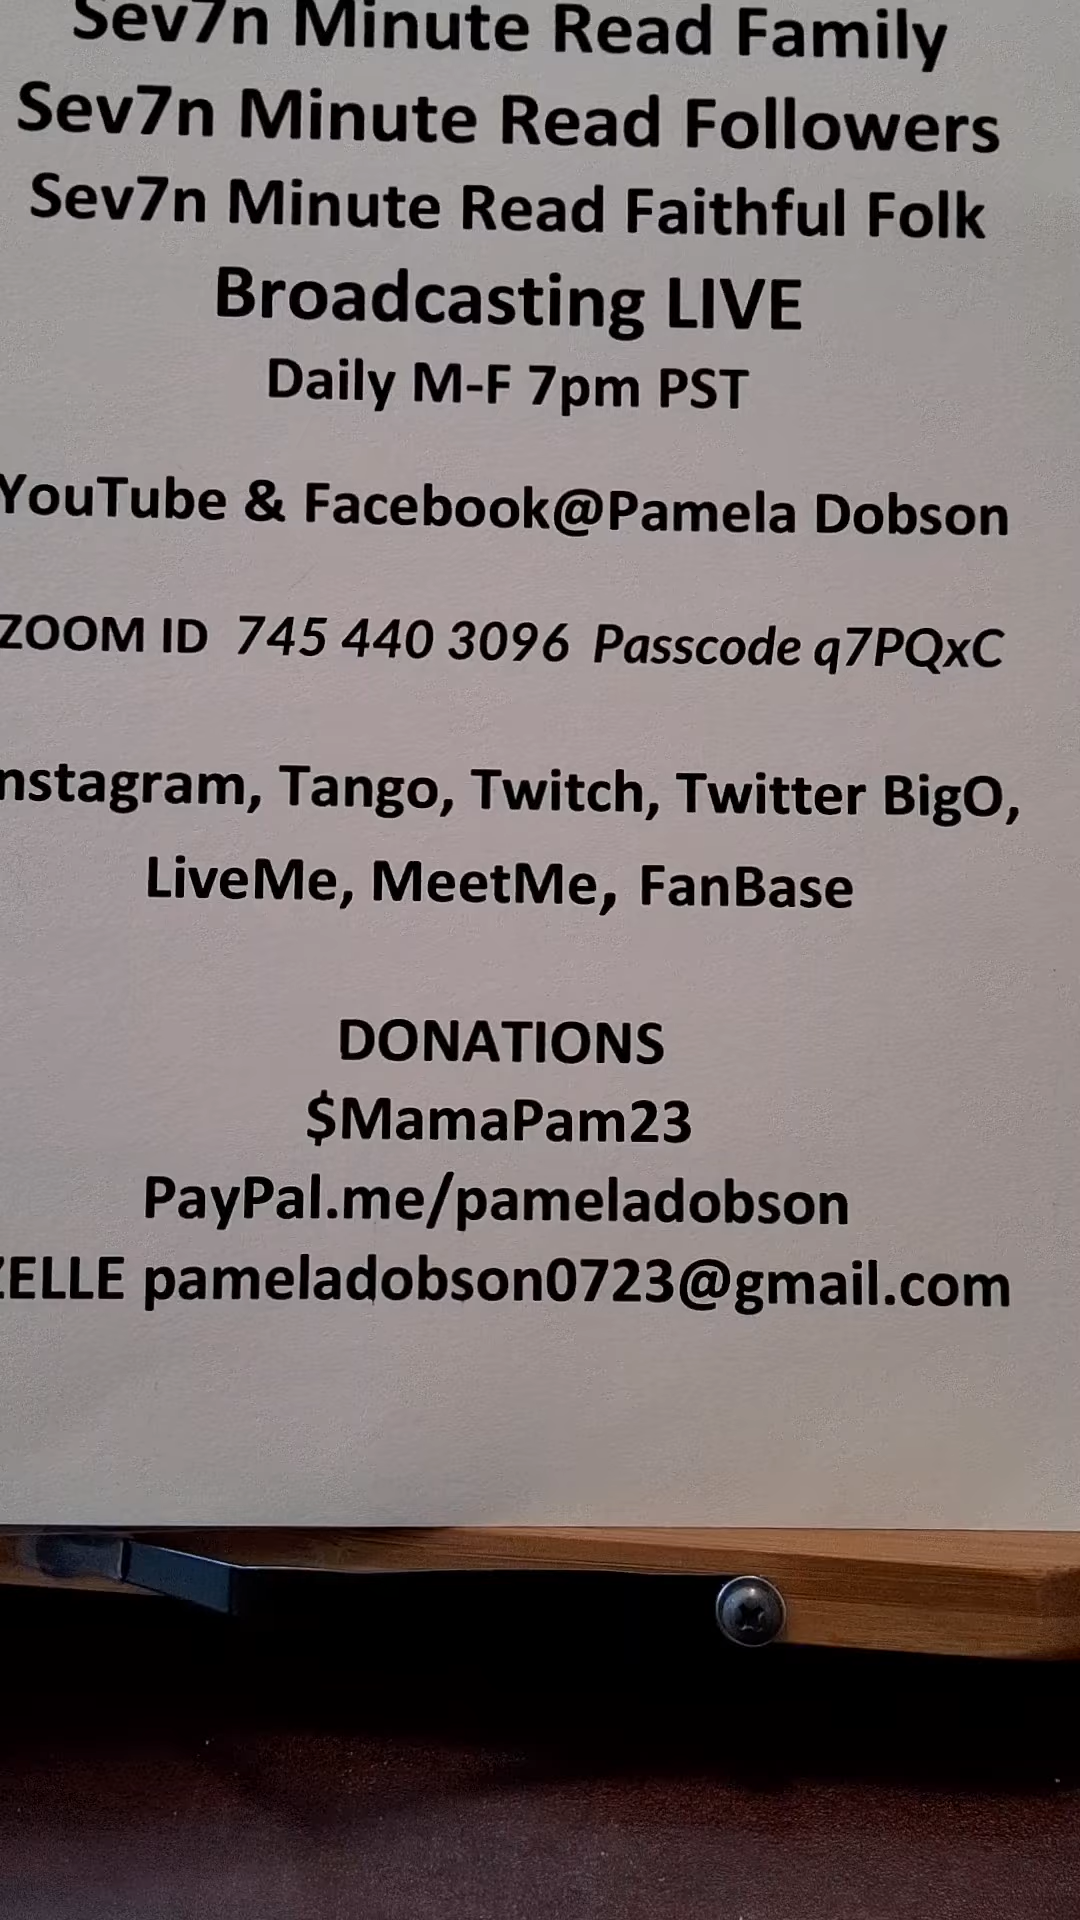 Sev7n Minute Read Family
Sev7n Minute Read Followers
Sev7n Minute Read Faithful Folk
Broadcasting LIVE
Daily M-F 7pm PST
YouTube & Facebook@Pamela Dobson
ZOOM ID 745 440 3096 Passcode q7PQxC
nstagram, Tango, Twitch, Twitter BigO,
LiveMe, MeetMe, FanBase
DONATIONS
$MamaPam23
PayPal.me/pameladobson
ZELLE pameladobson0723@gmail.com